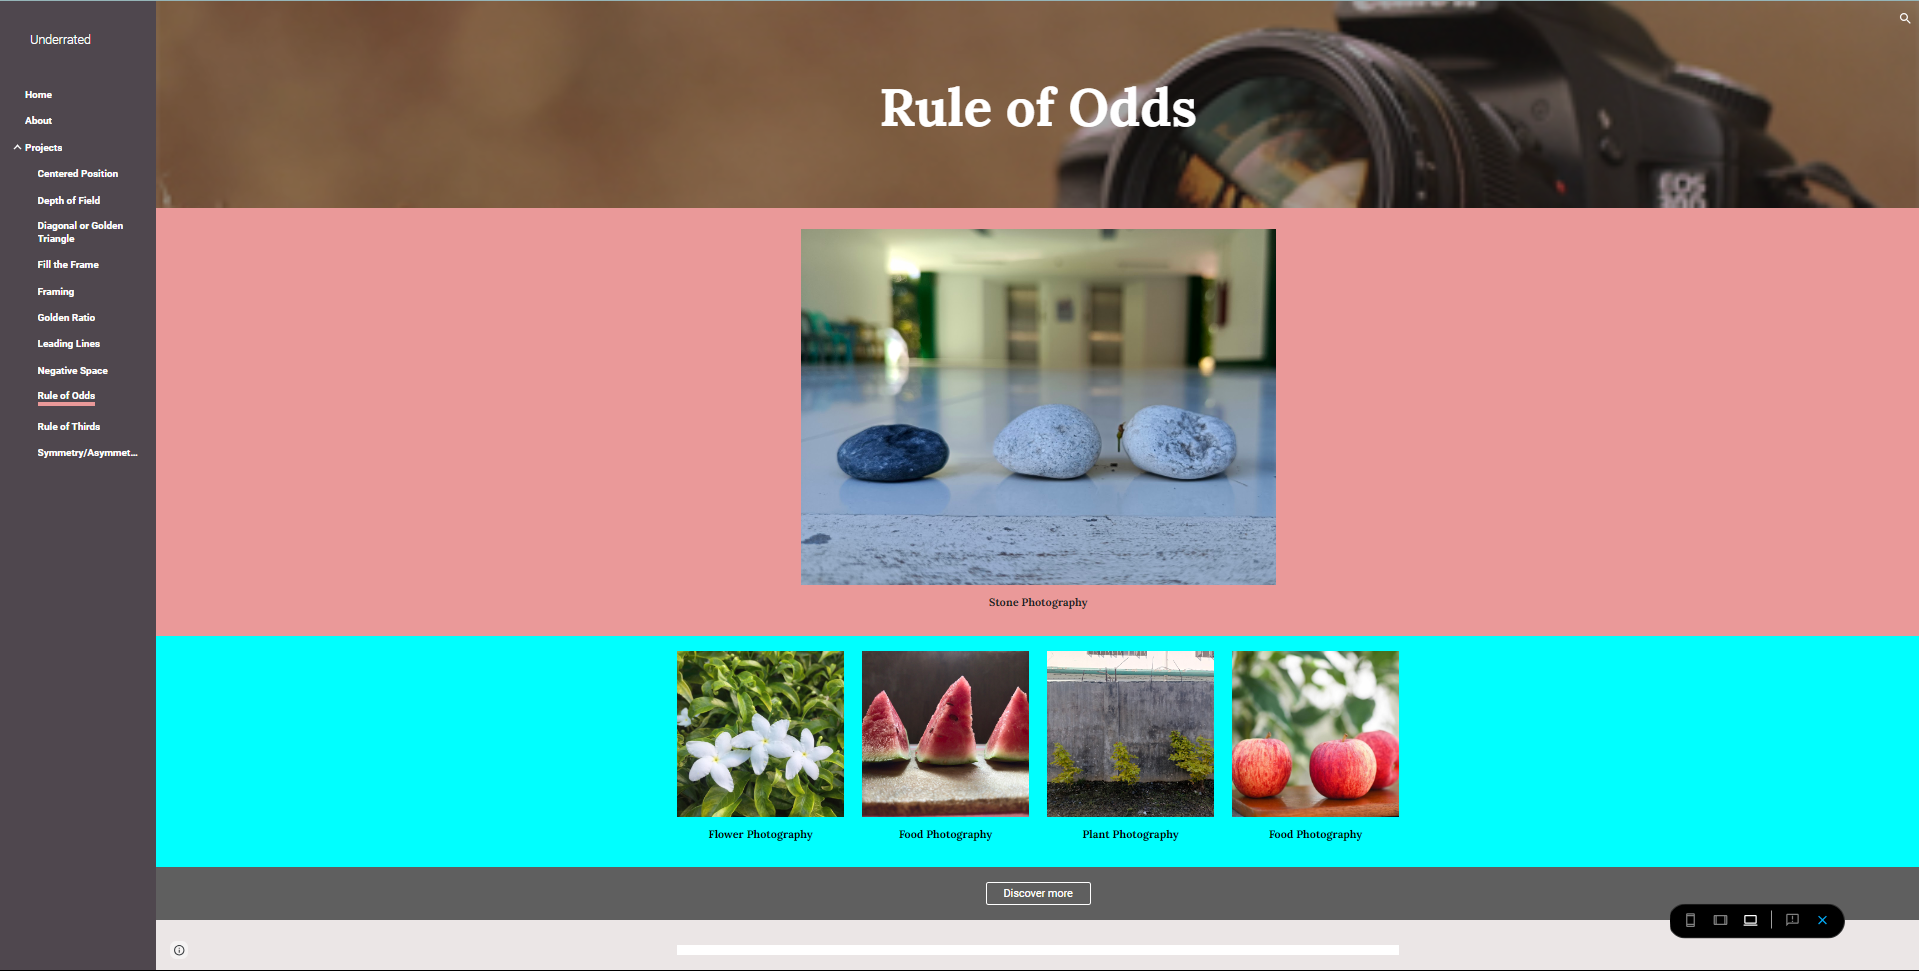 Underrated
Home
About
Projects
Centered Position
Depth of Field
Diagonal or Golden
Triangle
Fill the Frame
Framing
Golden Ratio
Leading Lines
Negative Space
Rule of Odds
Rule of Thirds
Symmetry/Asymmet...
Rule of Odds
EOS
Stone Photography
Flower Photography
Food Photography
Plant Photography
Food Photography
Discover more